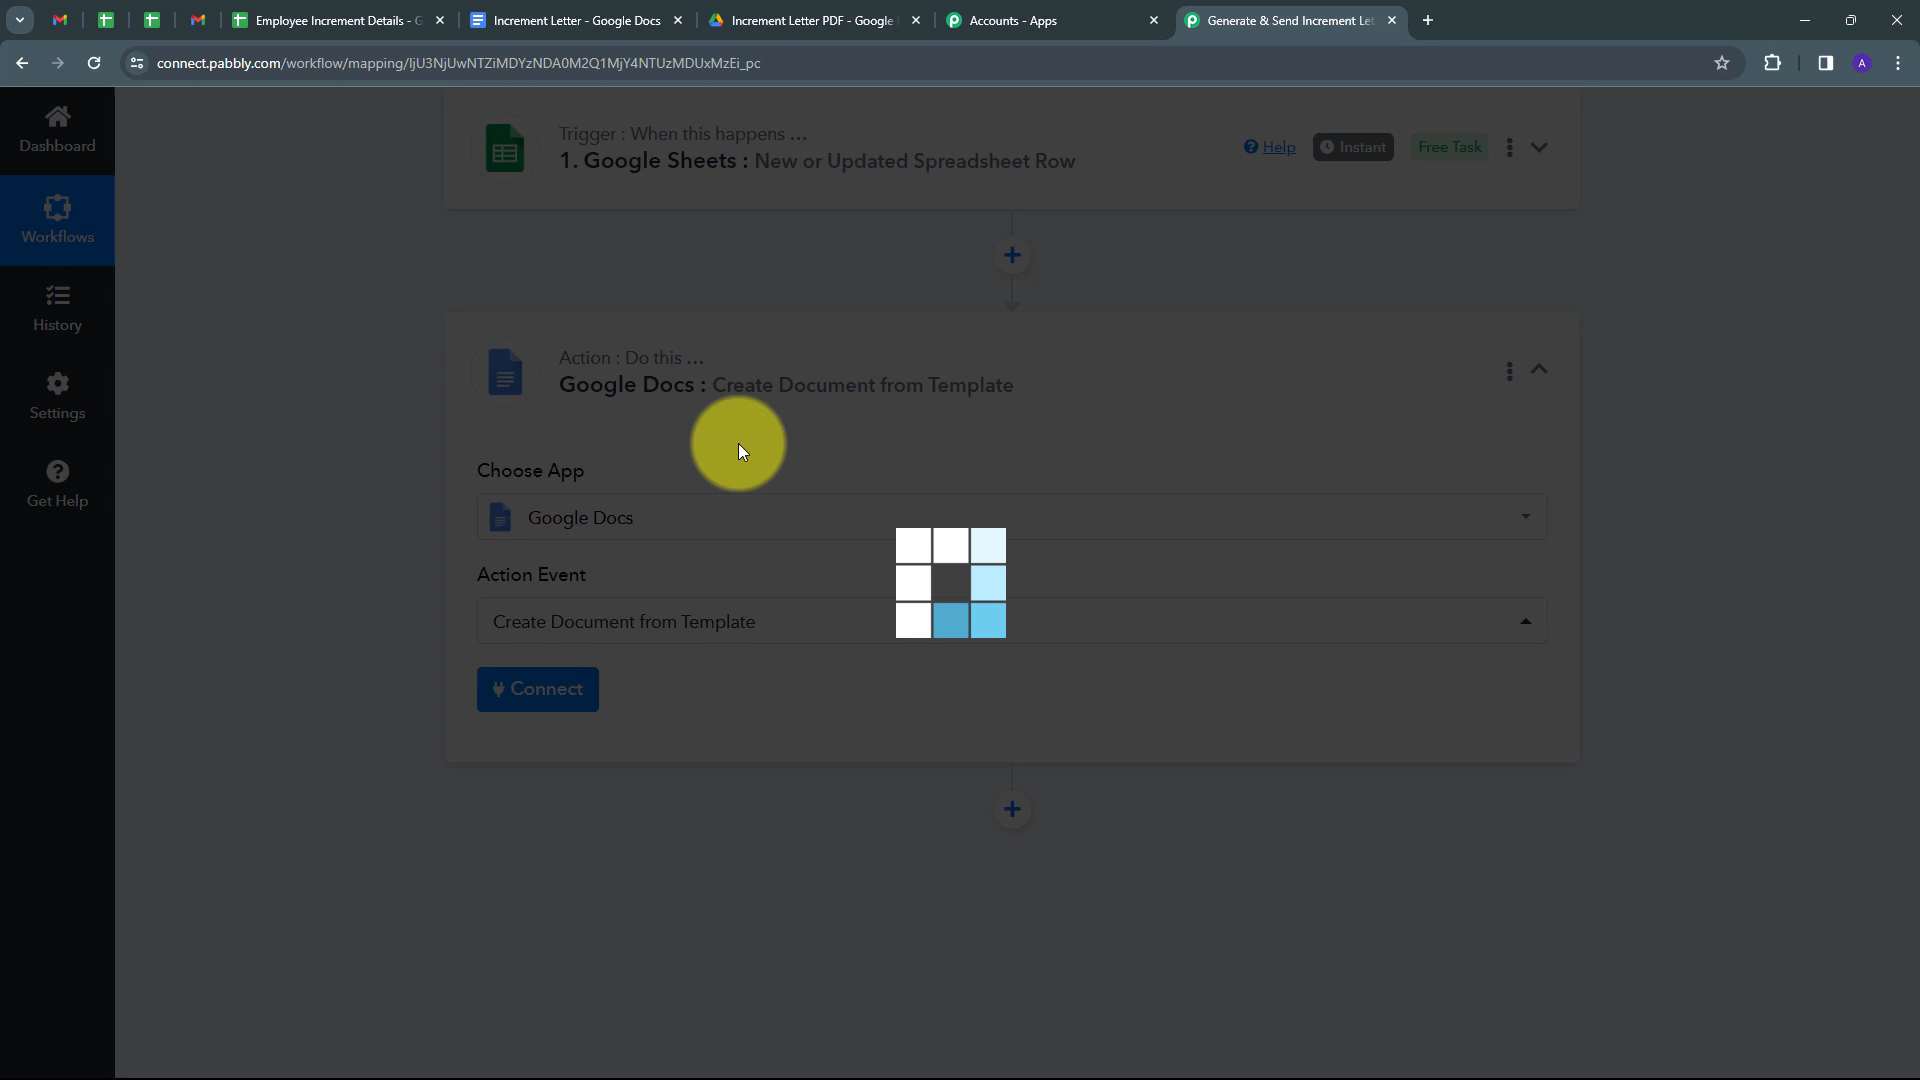 Employee Increment Details - G
Increment Letter - Google Docs
Increment Letter PDF - Google
Accounts - Apps
Generate & Send Increment Let
connect.pabbly.com/workflow/mapping/IjU3NjUwNTZiMDYzNDA0M2Q1MjY4NTUzMDUxMzEi_pc
A
Dashboard
Workflows
History
Settings
Get Help
Trigger : When this happens ...
1. Google Sheets : New or Updated Spreadsheet Row
Help
Instant
Free Task
Action : Do this ...
Google Docs : Create Document from Template
Choose App
Google Docs
Action Event
Create Document from Template
Connect